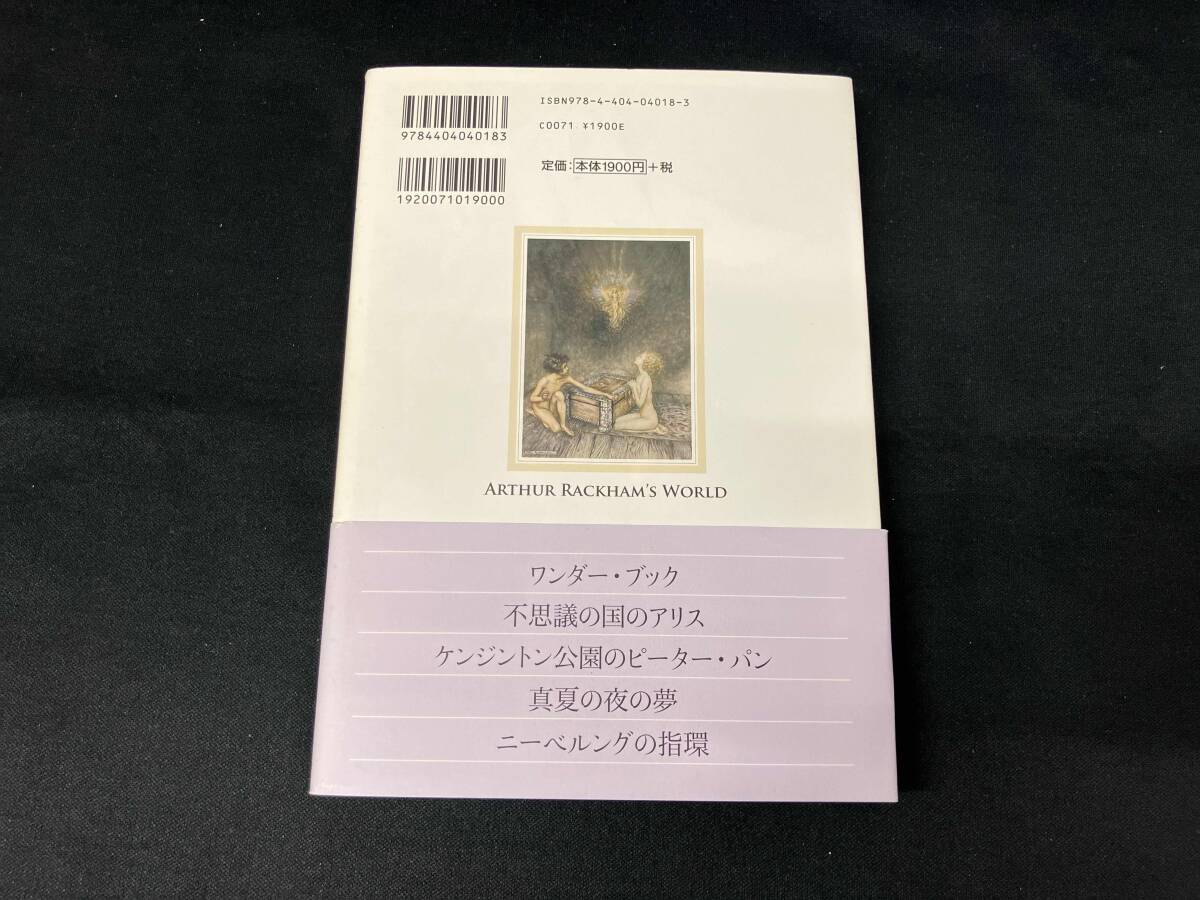 ISBN978-4-404-04018-3
9784404040183
C0071 ¥1900E
定価:本体1900円+税
1920071019000
ARTHUR RACKHAM'S WORLD
ワンダー・ブック
不思議の国のアリス
ケンジントン公園のピーター・パン
真夏の夜の夢
ニーベルングの指環